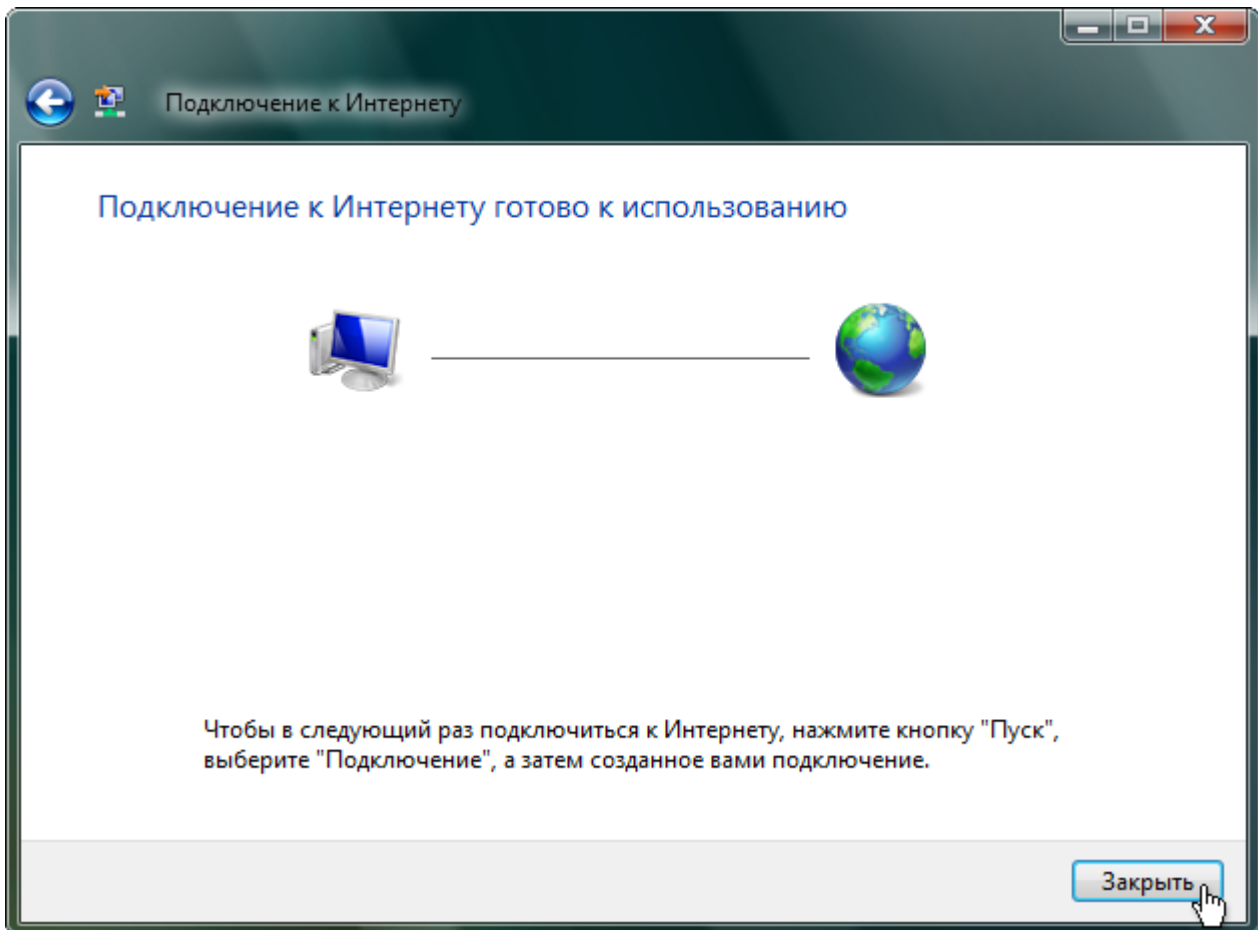 Подключение к Интернету
Подключение к Интернету готово к использованию
Чтобы в следующий раз подключиться к Интернету, нажмите кнопку "Пуск",
выберите "Подключение", а затем созданное вами подключение.
Закрыть